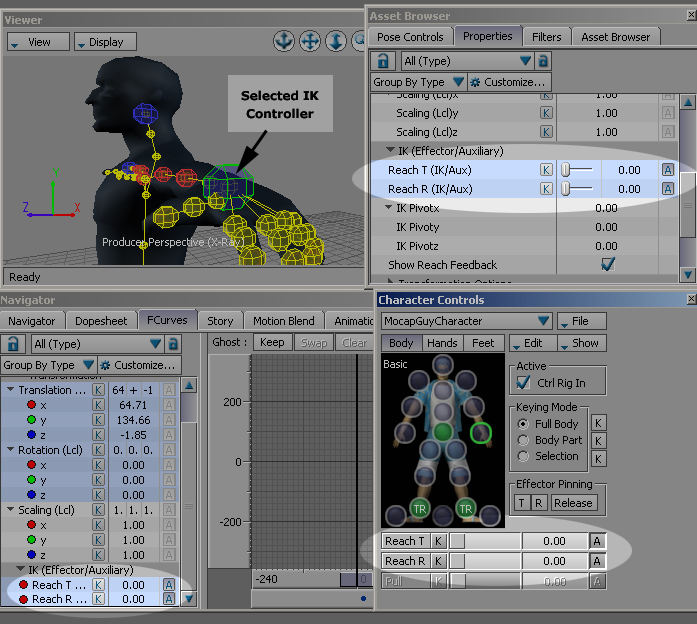 Viewer
View
Display
Selected IK
Controller
Y
Z
X
Producer Perspective (X-Ray)
Ready
Asset Browser
Pose Controls
Properties
Filters
Asset Browser
All (Type)
Group By Type
Customize...
Scaling (Lcl)x K 1.00 A
Scaling (Lcl)y K 1.00 A
Scaling (Lcl)z K 1.00 A
IK (Effector/Auxiliary)
Reach T (IK/Aux) K 0.00 A
Reach R (IK/Aux) K 0.00 A
IK Pivotx 0.00
IK Pivoty 0.00
IK Pivotz 0.00
Show Reach Feedback
Transformation Options
Navigator
Navigator
Dopesheet
FCurves
Story
Motion Blend
Animatio
All (Type)
Group By Type
Customize...
Transformation
Translation ... K 64 + -1 A
x K 64.71 A
y K 134.66 A
z K -1.85 A
Rotation (Lcl) K 0. 0. 0. A
x K 0.00 A
y K 0.00 A
z K 0.00 A
Scaling (Lcl) K 1. 1. 1. A
x K 1.00 A
y K 1.00 A
z K 1.00 A
IK (Effector/Auxiliary)
Reach T ... K 0.00 A
Reach R ... K 0.00 A
Ghost :
Keep
Swap
Clear
200
0
-200
-240
0
Character Controls
MocapGuyCharacter
File
Body
Hands
Feet
Edit
Show
Basic
TR
TR
Active
Ctrl Rig In
Keying Mode
Full Body K
Body Part K
Selection K
Effector Pinning
T R Release
Reach T K 0.00 A
Reach R K 0.00 A
Pull K 0.00 A